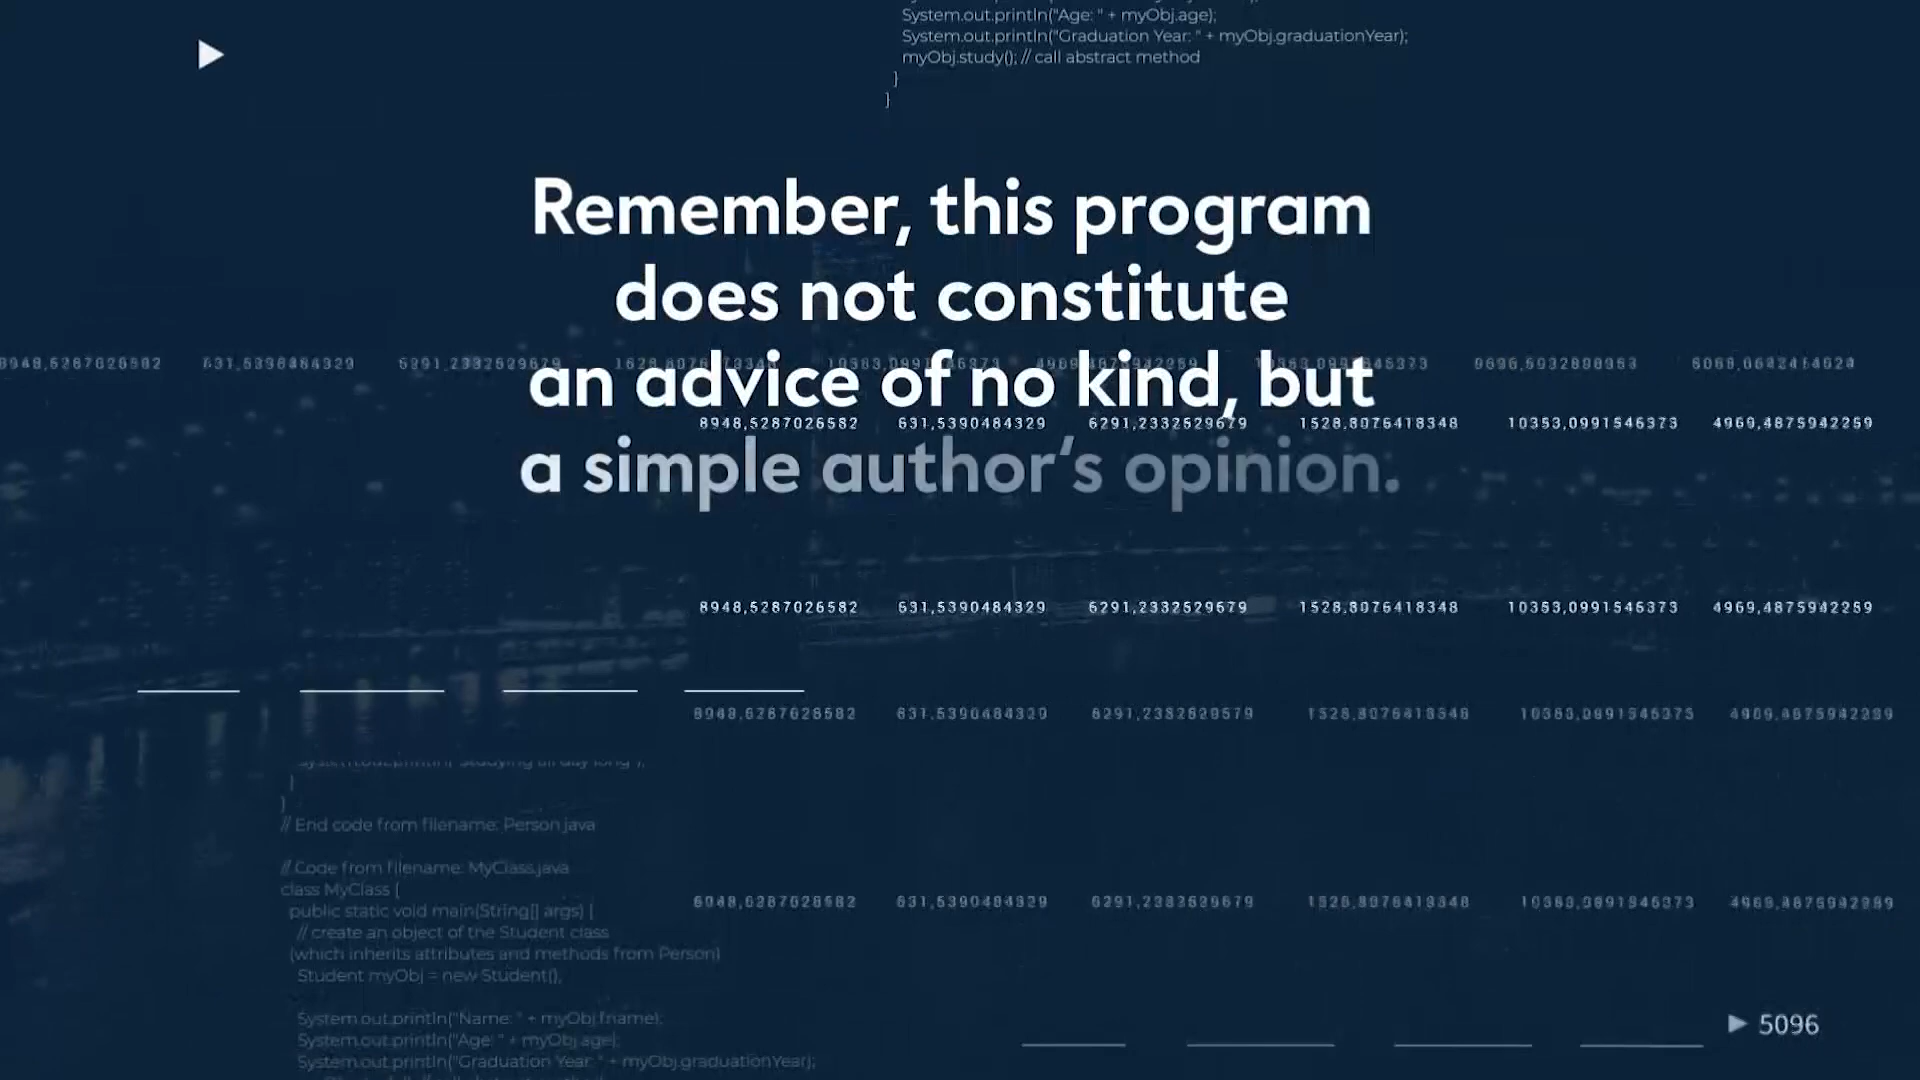 System.out.println("Age: " + myObj.age);
System.out.println("Graduation Year: " + myObj.graduationYear);
myObj.study(); // call abstract method
}
}
Remember, this program
does not constitute
an advice of no kind, but
a simple author's opinion.
8948,5287026582 631,5390484329 6291,2332529679 1528,8076418348 10353,0991546373 4969,4875942259
8948,5287026582 631,5390484329 6291,2332529679 1528,8076418348 10353,0991546373 4969,4875942259
}
}
// End code from filename: Person.java
// Code from filename: MyClass.java
class MyClass {
public static void main(String[] args) {
// create an object of the Student class
(which inherits attributes and methods from Person)
Student myObj = new Student();
System.out.println("Name: " + myObj.fname);
System.out.println("Age: " + myObj.age);
System.out.println("Graduation Year: " + myObj.graduationYear);
5096